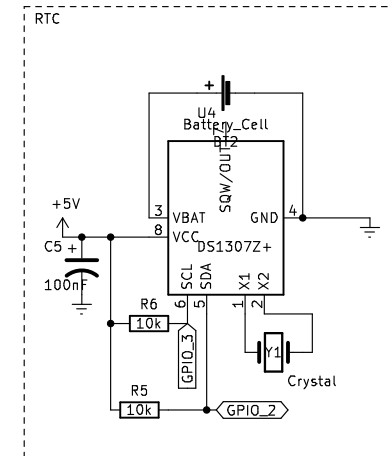 RTC
U4
Battery_Cell
BT2
SQW/OUT
+5V
3
VBAT
GND
4
8
VCC
C5
DS1307Z+
SCL
SDA
X1
X2
100nF
6
5
1
2
R6
10k
GPIO_3
Y1
Crystal
R5
10k
GPIO_2